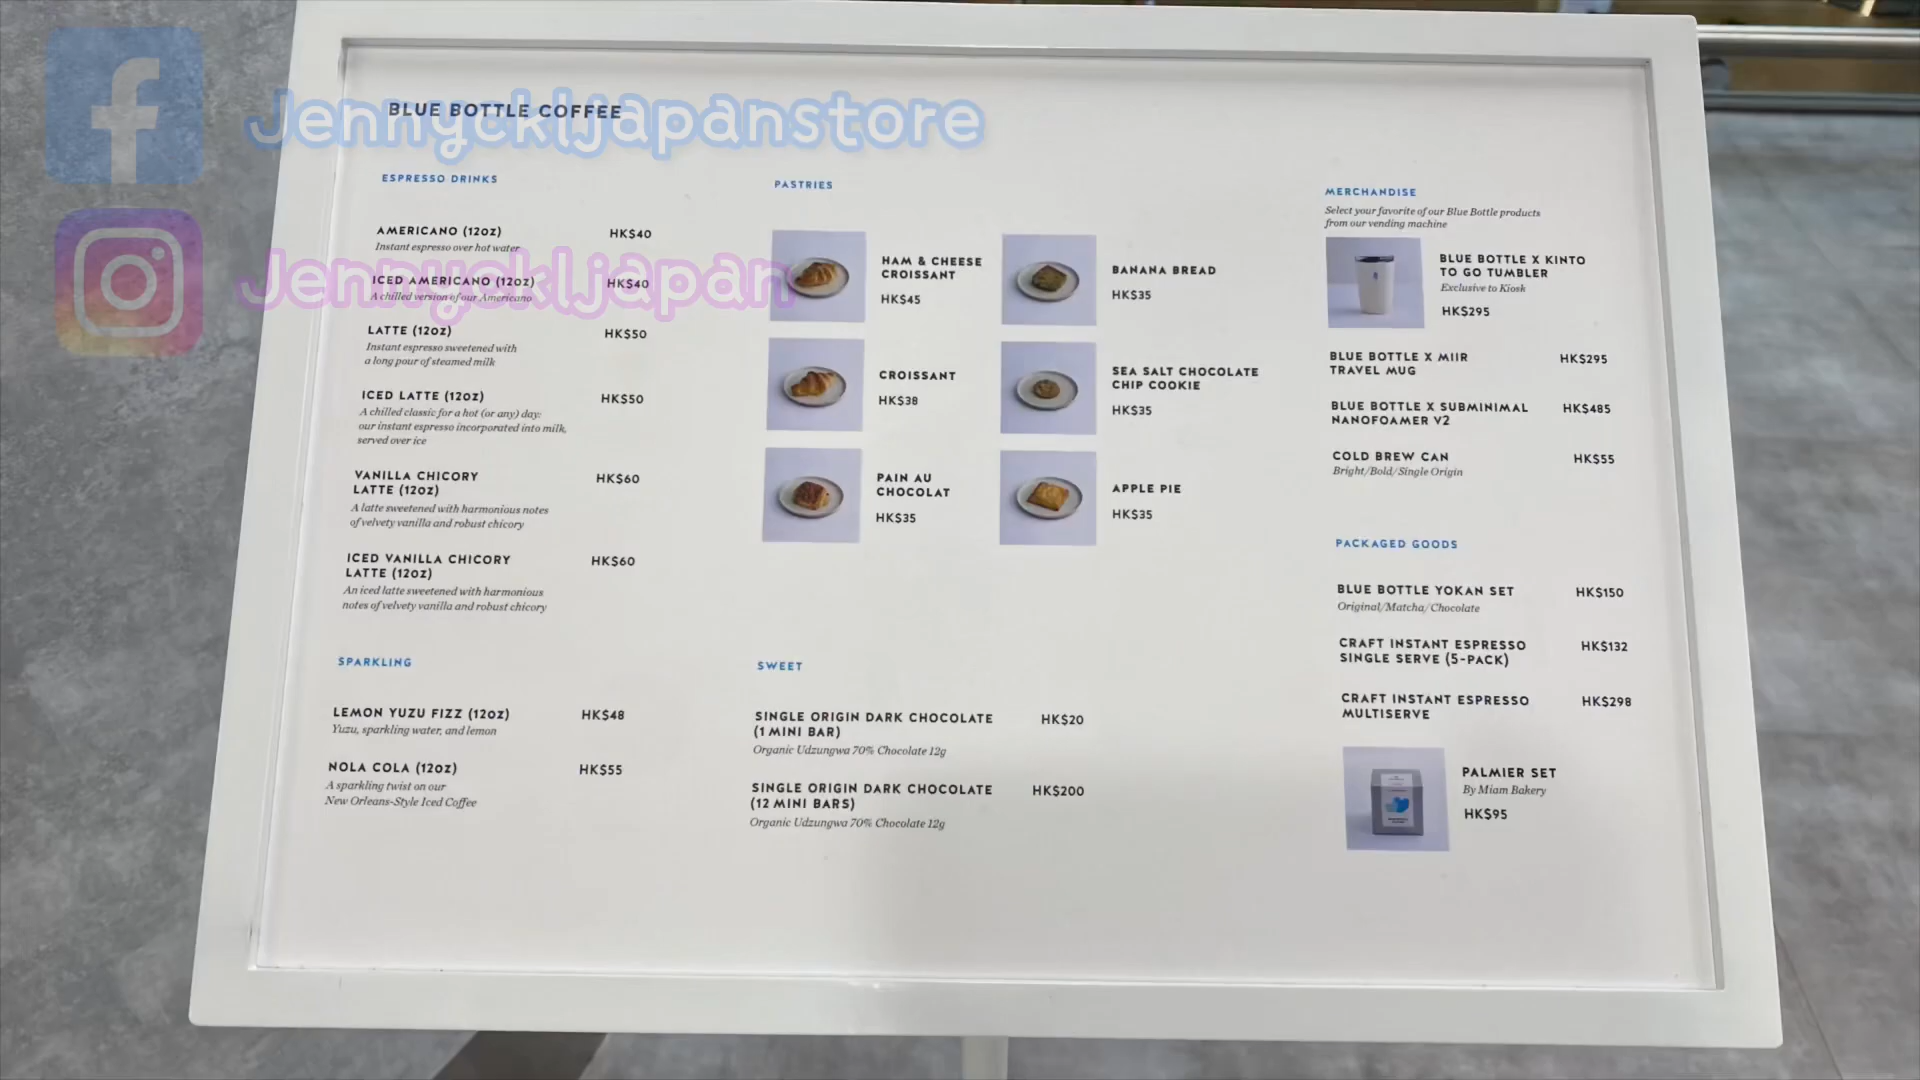 Jennyckljapanstore
Jennyckljapan
BLUE BOTTLE COFFEE
ESPRESSO DRINKS
AMERICANO (12OZ) HK$40
Instant espresso over hot water
ICED AMERICANO (12OZ) HK$40
A chilled version of our Americano
LATTE (12OZ) HK$50
Instant espresso sweetened with
a long pour of steamed milk
ICED LATTE (12OZ) HK$50
A chilled classic for a hot (or any) day:
our instant espresso incorporated into milk,
served over ice
VANILLA CHICORY
LATTE (12OZ) HK$60
A latte sweetened with harmonious notes
of velvety vanilla and robust chicory
ICED VANILLA CHICORY
LATTE (12OZ) HK$60
An iced latte sweetened with harmonious
notes of velvety vanilla and robust chicory
SPARKLING
LEMON YUZU FIZZ (12OZ) HK$48
Yuzu, sparkling water, and lemon
NOLA COLA (12OZ) HK$55
A sparkling twist on our
New Orleans-Style Iced Coffee
PASTRIES
HAM & CHEESE
CROISSANT
HK$45
CROISSANT
HK$38
PAIN AU
CHOCOLAT
HK$35
BANANA BREAD
HK$35
SEA SALT CHOCOLATE
CHIP COOKIE
HK$35
APPLE PIE
HK$35
SWEET
SINGLE ORIGIN DARK CHOCOLATE HK$20
(1 MINI BAR)
Organic Udzungwa 70% Chocolate 12g
SINGLE ORIGIN DARK CHOCOLATE HK$200
(12 MINI BARS)
Organic Udzungwa 70% Chocolate 12g
MERCHANDISE
Select your favorite of our Blue Bottle products
from our vending machine
BLUE BOTTLE X KINTO
TO GO TUMBLER
Exclusive to Kiosk
HK$295
BLUE BOTTLE X MIIR HK$295
TRAVEL MUG
BLUE BOTTLE X SUBMINIMAL HK$485
NANOFOAMER V2
COLD BREW CAN HK$55
Bright/Bold/Single Origin
PACKAGED GOODS
BLUE BOTTLE YOKAN SET HK$150
Original/Matcha/Chocolate
CRAFT INSTANT ESPRESSO HK$132
SINGLE SERVE (5-PACK)
CRAFT INSTANT ESPRESSO HK$298
MULTISERVE
PALMIER SET
By Miam Bakery
HK$95